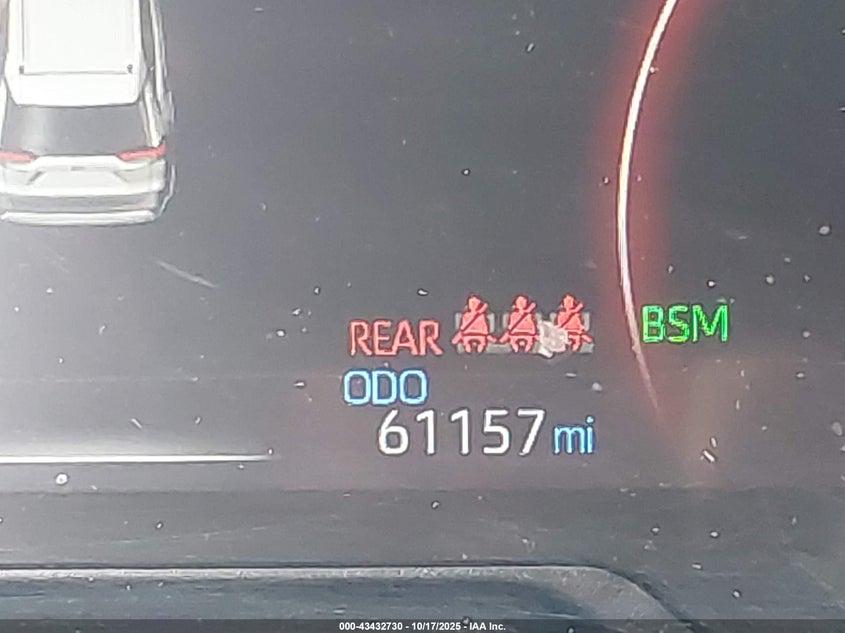 REAR
BSM
ODO
61157 mi
000-43432730 - 10/17/2025 - IAA Inc.